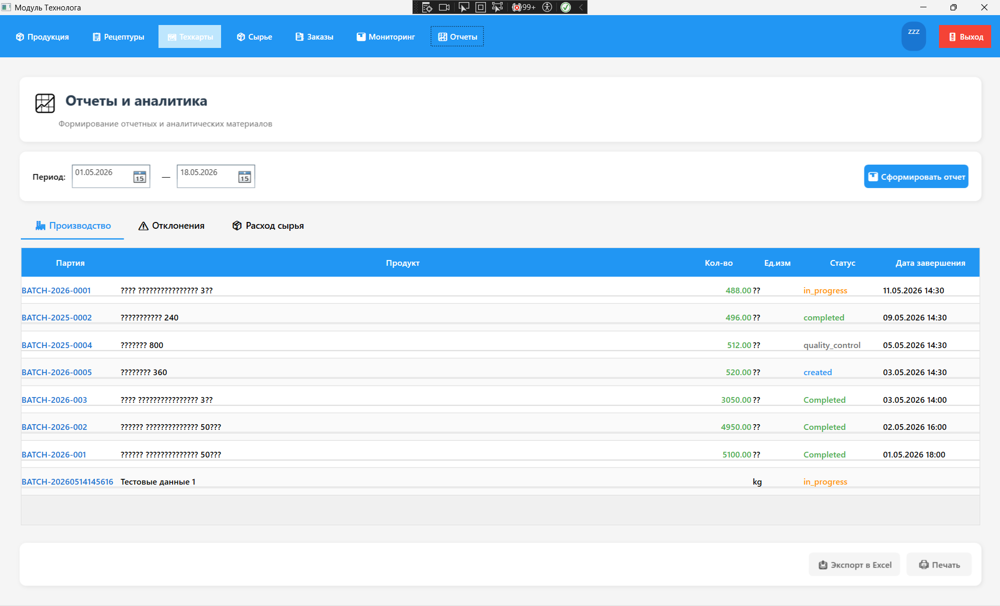 Модуль Технолога
99+
Продукция Рецептуры Техкарты Сырье Заказы Мониторинг Отчеты zzz Выход
Отчеты и аналитика
Формирование отчетных и аналитических материалов
Период: 01.05.2026 15 — 18.05.2026 15 Сформировать отчет
Производство Отклонения Расход сырья
Партия Продукт Кол-во Ед.изм Статус Дата завершения
BATCH-2026-0001 ???? ???????????????? 3?? 488.00 ?? in_progress 11.05.2026 14:30
BATCH-2025-0002 ??????????? 240 496.00 ?? completed 09.05.2026 14:30
BATCH-2025-0004 ??????? 800 512.00 ?? quality_control 05.05.2026 14:30
BATCH-2026-0005 ???????? 360 520.00 ?? created 03.05.2026 14:30
BATCH-2026-003 ???? ???????????????? 3?? 3050.00 ?? Completed 03.05.2026 14:00
BATCH-2026-002 ?????? ?????????????? 50??? 4950.00 ?? Completed 02.05.2026 16:00
BATCH-2026-001 ?????? ?????????????? 50??? 5100.00 ?? Completed 01.05.2026 18:00
BATCH-20260514145616 Тестовые данные 1 kg in_progress
Экспорт в Excel Печать